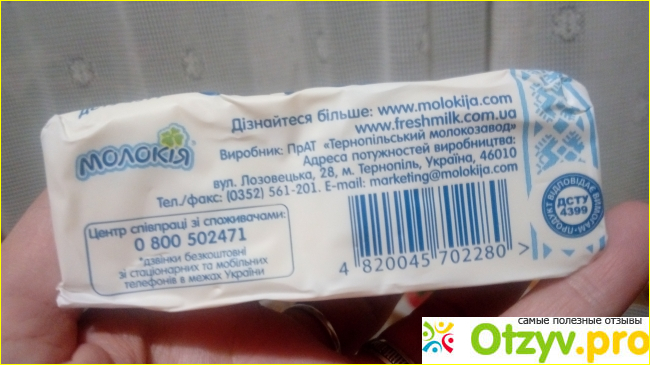 Дізнайтеся більше: www.molokija.com
www.freshmilk.com.ua
Виробник: ПрАТ «Тернопільський молокозавод»
Адреса потужностей виробництва:
вул. Лозовецька, 28, м. Тернопіль, Україна, 46010
Тел./факс: (0352) 561-201. E-mail: marketing@molokija.com
МОЛОКІЯ
Центр співпраці зі споживачами:
0 800 502471
*дзвінки безкоштовні
зі стаціонарних та мобільних
телефонів в межах України
4 820045 702280 >
ПРОДУКТ ВІДПОВІДАЄ ВИМОГАМ
ДСТУ
4399
самые полезные отзывы
Otzyv.pro